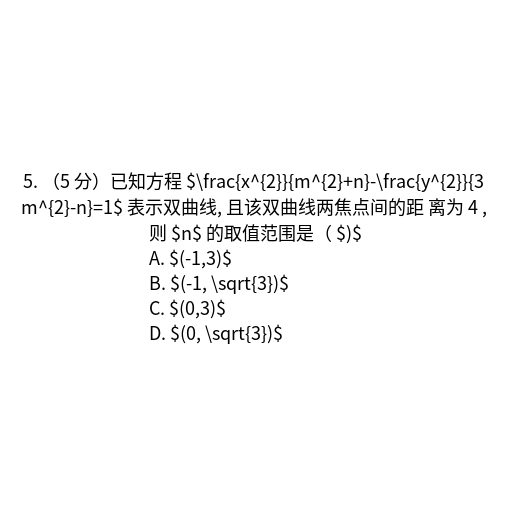 5. （5 分）已知方程 $\frac{x^{2}}{m^{2}+n}-\frac{y^{2}}{3
m^{2}-n}=1$ 表示双曲线, 且该双曲线两焦点间的距 离为 4 ,
则 $n$ 的取值范围是（ $)$
A. $(-1,3)$
B. $(-1, \sqrt{3})$
C. $(0,3)$
D. $(0, \sqrt{3})$